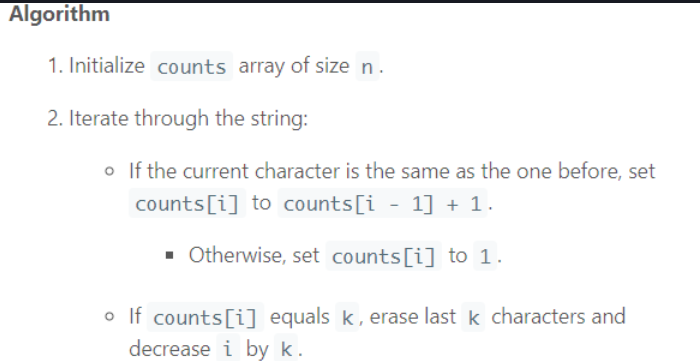 Algorithm
1. Initialize counts array of size n.
2. Iterate through the string:
If the current character is the same as the one before, set
counts[i] to counts[i - 1] + 1.
Otherwise, set counts[i] to 1.
If counts[i] equals k, erase last k characters and
decrease i by k.